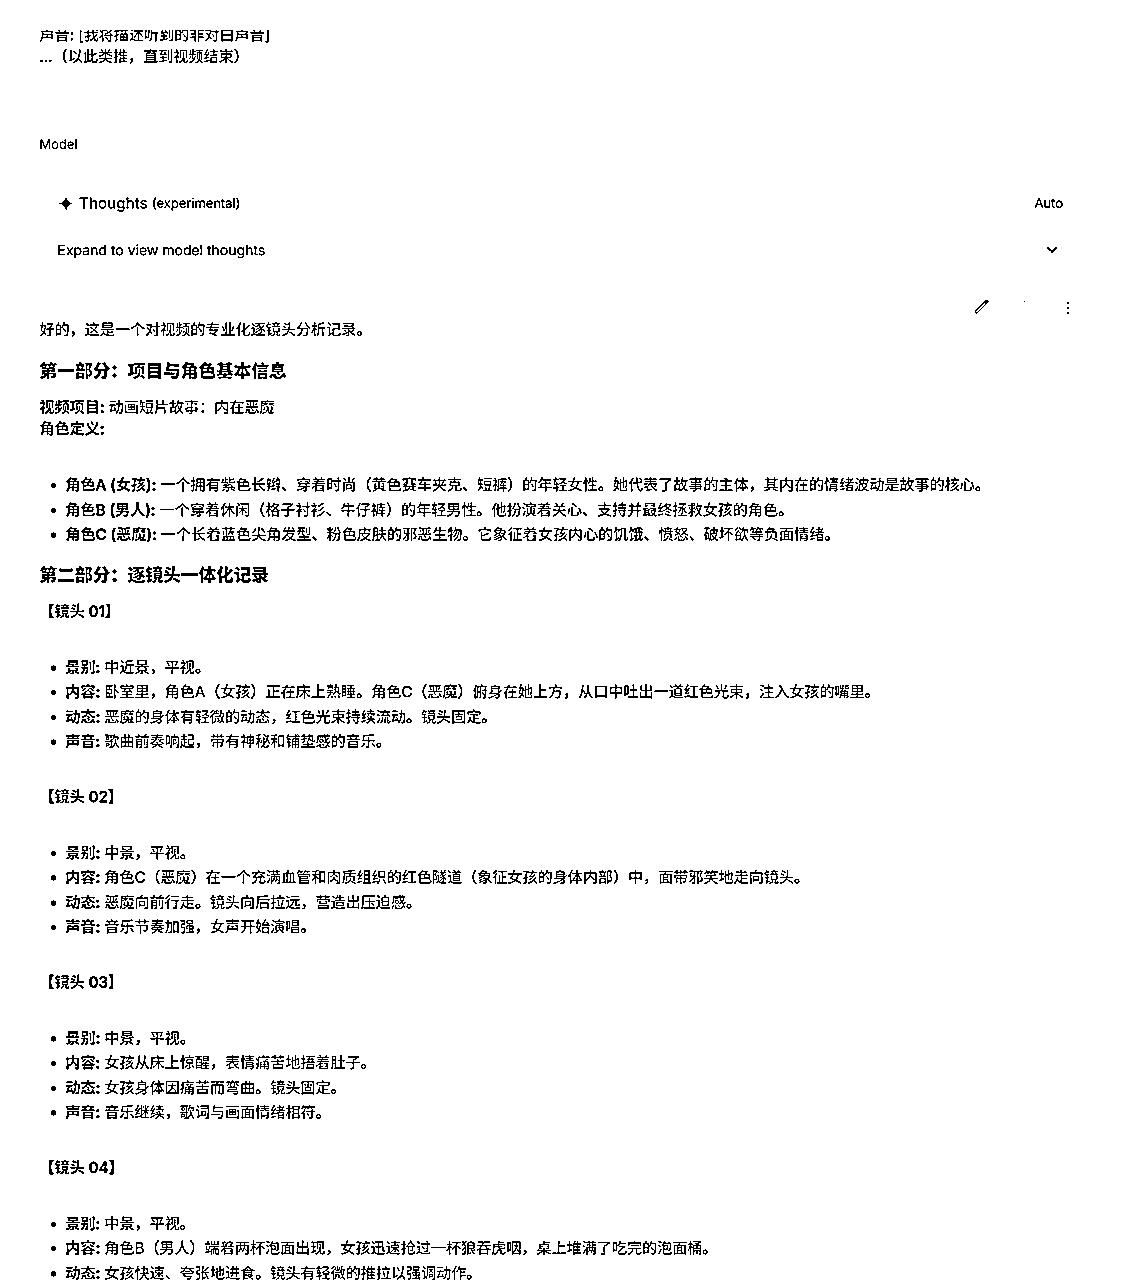 声音: [我将描述听到的非对白声音]
...（以此类推，直到视频结束）
Model
Thoughts (experimental)
Auto
Expand to view model thoughts
好的，这是一个对视频的专业化逐镜头分析记录。
第一部分：项目与角色基本信息
视频项目: 动画短片故事：内在恶魔
角色定义:
• 角色A (女孩): 一个拥有紫色长辫、穿着时尚（黄色赛车夹克、短裤）的年轻女性。她代表了故事的主体，其内在的情绪波动是故事的核心。
• 角色B (男人): 一个穿着休闲（格子衬衫、牛仔裤）的年轻男性。他扮演着关心、支持并最终拯救女孩的角色。
• 角色C (恶魔): 一个长着蓝色尖角发型、粉色皮肤的邪恶生物。它象征着女孩内心的饥饿、愤怒、破坏欲等负面情绪。
第二部分：逐镜头一体化记录
【镜头 01】
• 景别: 中近景，平视。
• 内容: 卧室里，角色A（女孩）正在床上熟睡。角色C（恶魔）俯身在她上方，从口中吐出一道红色光束，注入女孩的嘴里。
• 动态: 恶魔的身体有轻微的动态，红色光束持续流动。镜头固定。
• 声音: 歌曲前奏响起，带有神秘和铺垫感的音乐。
【镜头 02】
• 景别: 中景，平视。
• 内容: 角色C（恶魔）在一个充满血管和肉质组织的红色隧道（象征女孩的身体内部）中，面带邪笑地走向镜头。
• 动态: 恶魔向前行走。镜头向后拉远，营造出压迫感。
• 声音: 音乐节奏加强，女声开始演唱。
【镜头 03】
• 景别: 中景，平视。
• 内容: 女孩从床上惊醒，表情痛苦地捂着肚子。
• 动态: 女孩身体因痛苦而弯曲。镜头固定。
• 声音: 音乐继续，歌词与画面情绪相符。
【镜头 04】
• 景别: 中景，平视。
• 内容: 角色B（男人）端着两杯泡面出现，女孩迅速抢过一杯狼吞虎咽，桌上堆满了吃完的泡面桶。
• 动态: 女孩快速、夸张地进食。镜头有轻微的推拉以强调动作。